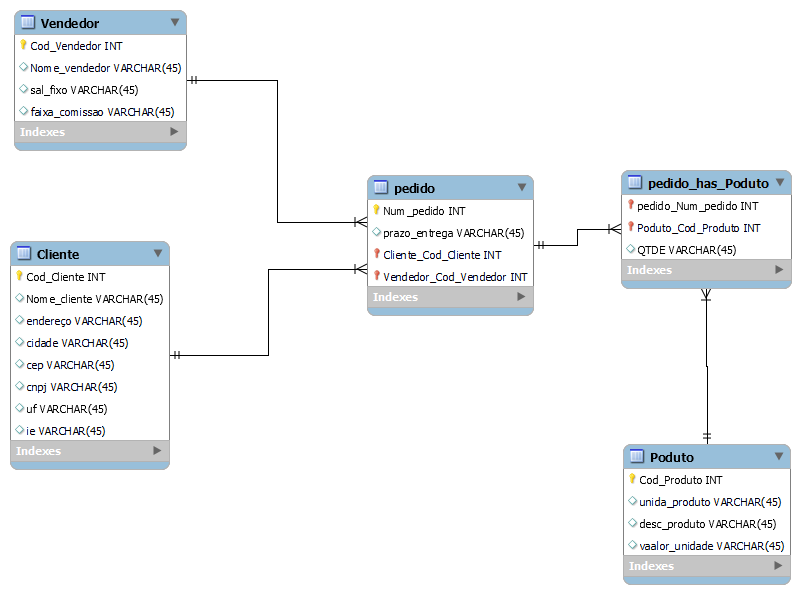 Vendedor
Cod_Vendedor INT
Nome_vendedor VARCHAR(45)
sal_fixo VARCHAR(45)
faixa_comissao VARCHAR(45)
Indexes
Cliente
Cod_Cliente INT
Nome_cliente VARCHAR(45)
endereço VARCHAR(45)
cidade VARCHAR(45)
cep VARCHAR(45)
cnpj VARCHAR(45)
uf VARCHAR(45)
ie VARCHAR(45)
Indexes
pedido
Num_pedido INT
prazo_entrega VARCHAR(45)
Cliente_Cod_Cliente INT
Vendedor_Cod_Vendedor INT
Indexes
pedido_has_Poduto
pedido_Num_pedido INT
Poduto_Cod_Produto INT
QTDE VARCHAR(45)
Indexes
Poduto
Cod_Produto INT
unida_produto VARCHAR(45)
desc_produto VARCHAR(45)
vaalor_unidade VARCHAR(45)
Indexes